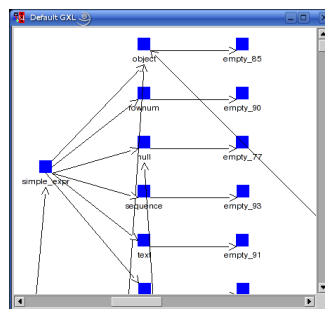 Default GXL
object
empty_85
rownum
empty_90
null
empty_77
simple_expr
sequence
empty_93
text
empty_91